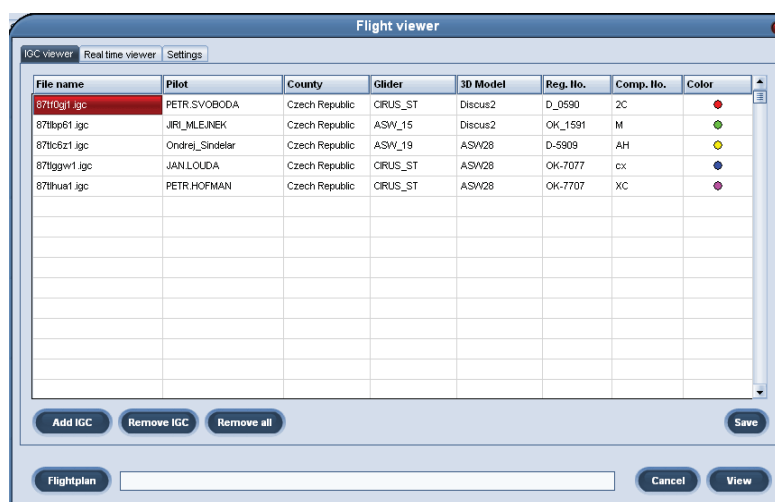 Flight viewer
IGC viewer Real time viewer Settings
File name Pilot County Glider 3D Model Reg. No. Comp. No. Color
87tf0gj1.igc PETR.SVOBODA Czech Republic CIRUS_ST Discus2 D_0590 2C
87tlbp61.igc JIRI_MLEJNEK Czech Republic ASW_15 Discus2 OK_1591 M
87tlc6z1.igc Ondrej_Sindelar Czech Republic ASW_19 ASW28 D-5909 AH
87tlggw1.igc JAN.LOUDA Czech Republic CIRUS_ST ASW28 OK-7077 cx
87tlhua1.igc PETR.HOFMAN Czech Republic CIRUS_ST ASW28 OK-7707 XC
Add IGC Remove IGC Remove all Save
Flightplan Cancel View